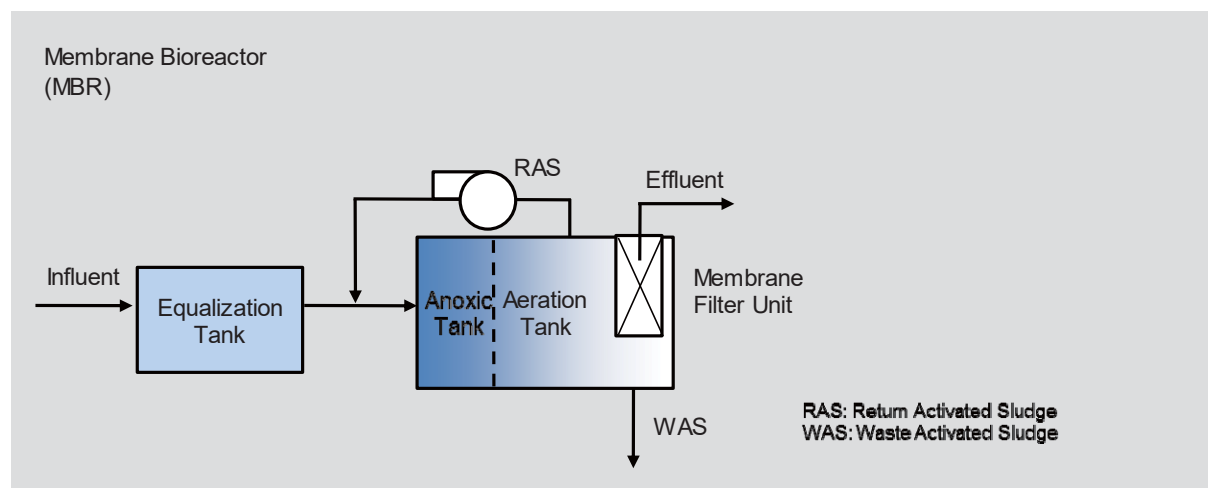 Membrane Bioreactor
(MBR)
RAS
Effluent
Influent
Equalization
Tank
Anoxic
Tank
Aeration
Tank
Membrane
Filter Unit
WAS
RAS: Return Activated Sludge
WAS: Waste Activated Sludge